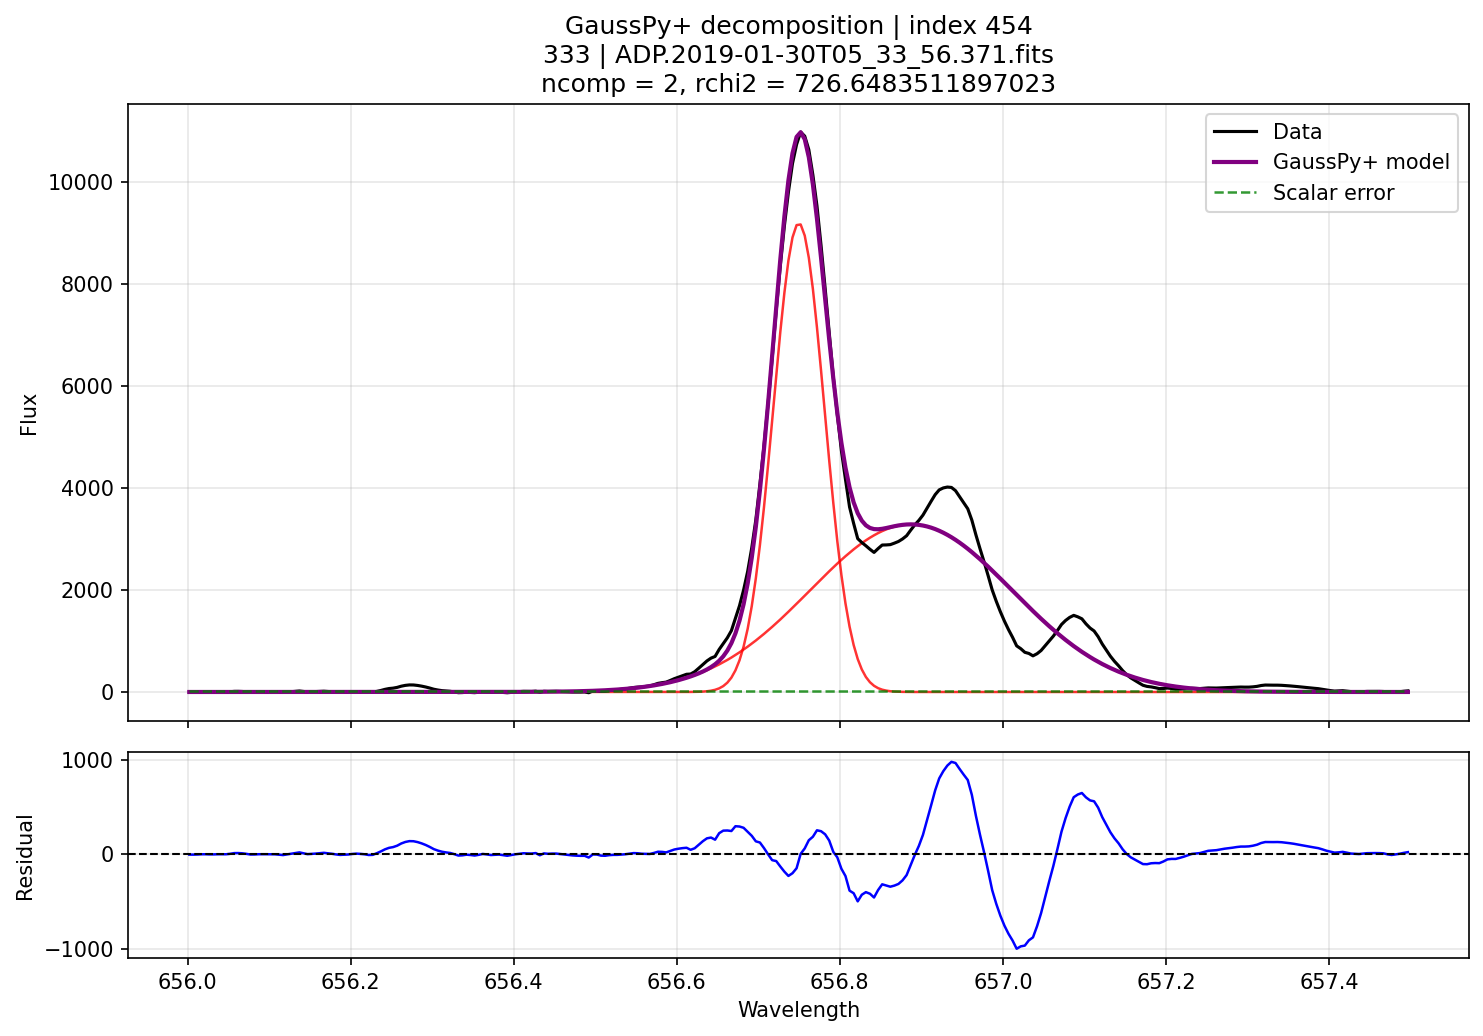 GaussPy+ decomposition | index 454
333 | ADP.2019-01-30T05_33_56.371.fits
ncomp = 2, rchi2 = 726.6483511897023
Data
GaussPy+ model
Scalar error
Flux
10000
8000
6000
4000
2000
0
Residual
1000
0
−1000
656.0 656.2 656.4 656.6 656.8 657.0 657.2 657.4
Wavelength